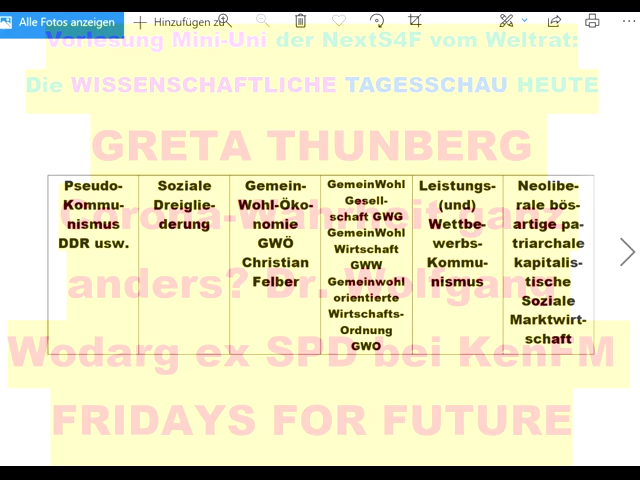 Alle Fotos anzeigen
Hinzufügen zu
Vorlesung Mini-Uni der NextS4F vom Weltrat:
Die WISSENSCHAFTLICHE TAGESSCHAU HEUTE
GRETA THUNBERG
Corona-Wahrheit ganz
anders? Dr. Wolfgang
Wodarg ex SPD bei KenFM
FRIDAYS FOR FUTURE
Pseudo-
Kommu-
nismus
DDR usw.
Soziale
Dreiglie-
derung
Gemein-
Wohl-Öko-
nomie
GWÖ
Christian
Felber
GemeinWohl
Gesell-
schaft GWG
GemeinWohl
Wirtschaft
GWW
Gemeinwohl
orientierte
Wirtschafts-
Ordnung
GWO
Leistungs-
(und)
Wettbe-
werbs-
Kommu-
nismus
Neolibe-
rale bös-
artige pa-
triarchale
kapitalis-
tische
Soziale
Marktwirt-
schaft